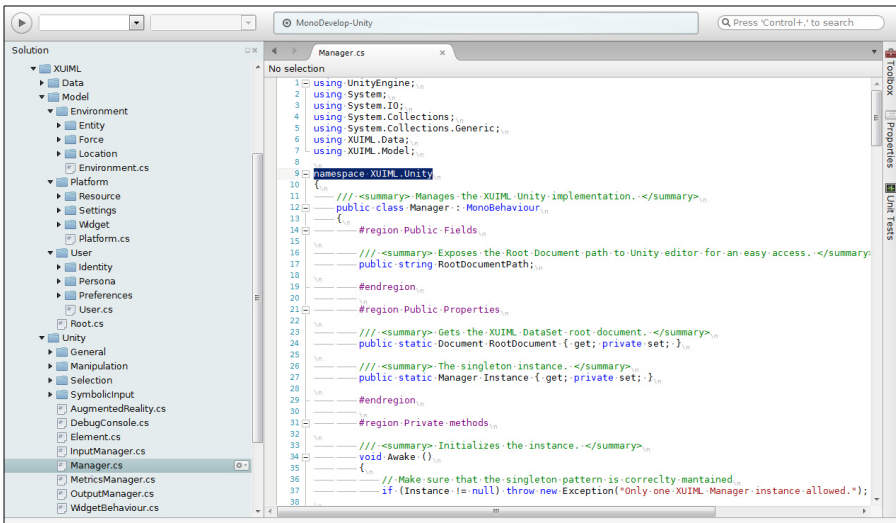 MonoDevelop-Unity
Press 'Control+,' to search
Solution
XUIML
Data
Model
Environment
Entity
Force
Location
Environment.cs
Platform
Resource
Settings
Widget
Platform.cs
User
Identity
Persona
Preferences
User.cs
Root.cs
Unity
General
Manipulation
Selection
SymbolicInput
AugmentedReality.cs
DebugConsole.cs
Element.cs
InputManager.cs
Manager.cs
MetricsManager.cs
OutputManager.cs
WidgetBehaviour.cs
Manager.cs
No selection
1 using UnityEngine;
2 using System;
3 using System.IO;
4 using System.Collections;
5 using System.Collections.Generic;
6 using XUIML.Data;
7 using XUIML.Model;
8
9 namespace XUIML.Unity
10 {
11 /// <summary> Manages the XUIML Unity implementation. </summary>
12 public class Manager : MonoBehaviour
13 {
14 #region Public Fields
15
16 /// <summary> Exposes the Root Document path to Unity editor for an easy access. </summary>
17 public string RootDocumentPath;
18
19 #endregion
20
21 #region Public Properties
22
23 /// <summary> Gets the XUIML DataSet root document. </summary>
24 public static Document RootDocument { get; private set; }
25
26 /// <summary> The singleton instance. </summary>
27 public static Manager Instance { get; private set; }
28
29 #endregion
30
31 #region Private methods
32
33 /// <summary> Initializes the instance. </summary>
34 void Awake ()
35 {
36 // Make sure that the singleton pattern is correclty mantained
37 if (Instance != null) throw new Exception("Only one XUIML Manager instance allowed.");
38
Toolbox
Properties
Unit Tests